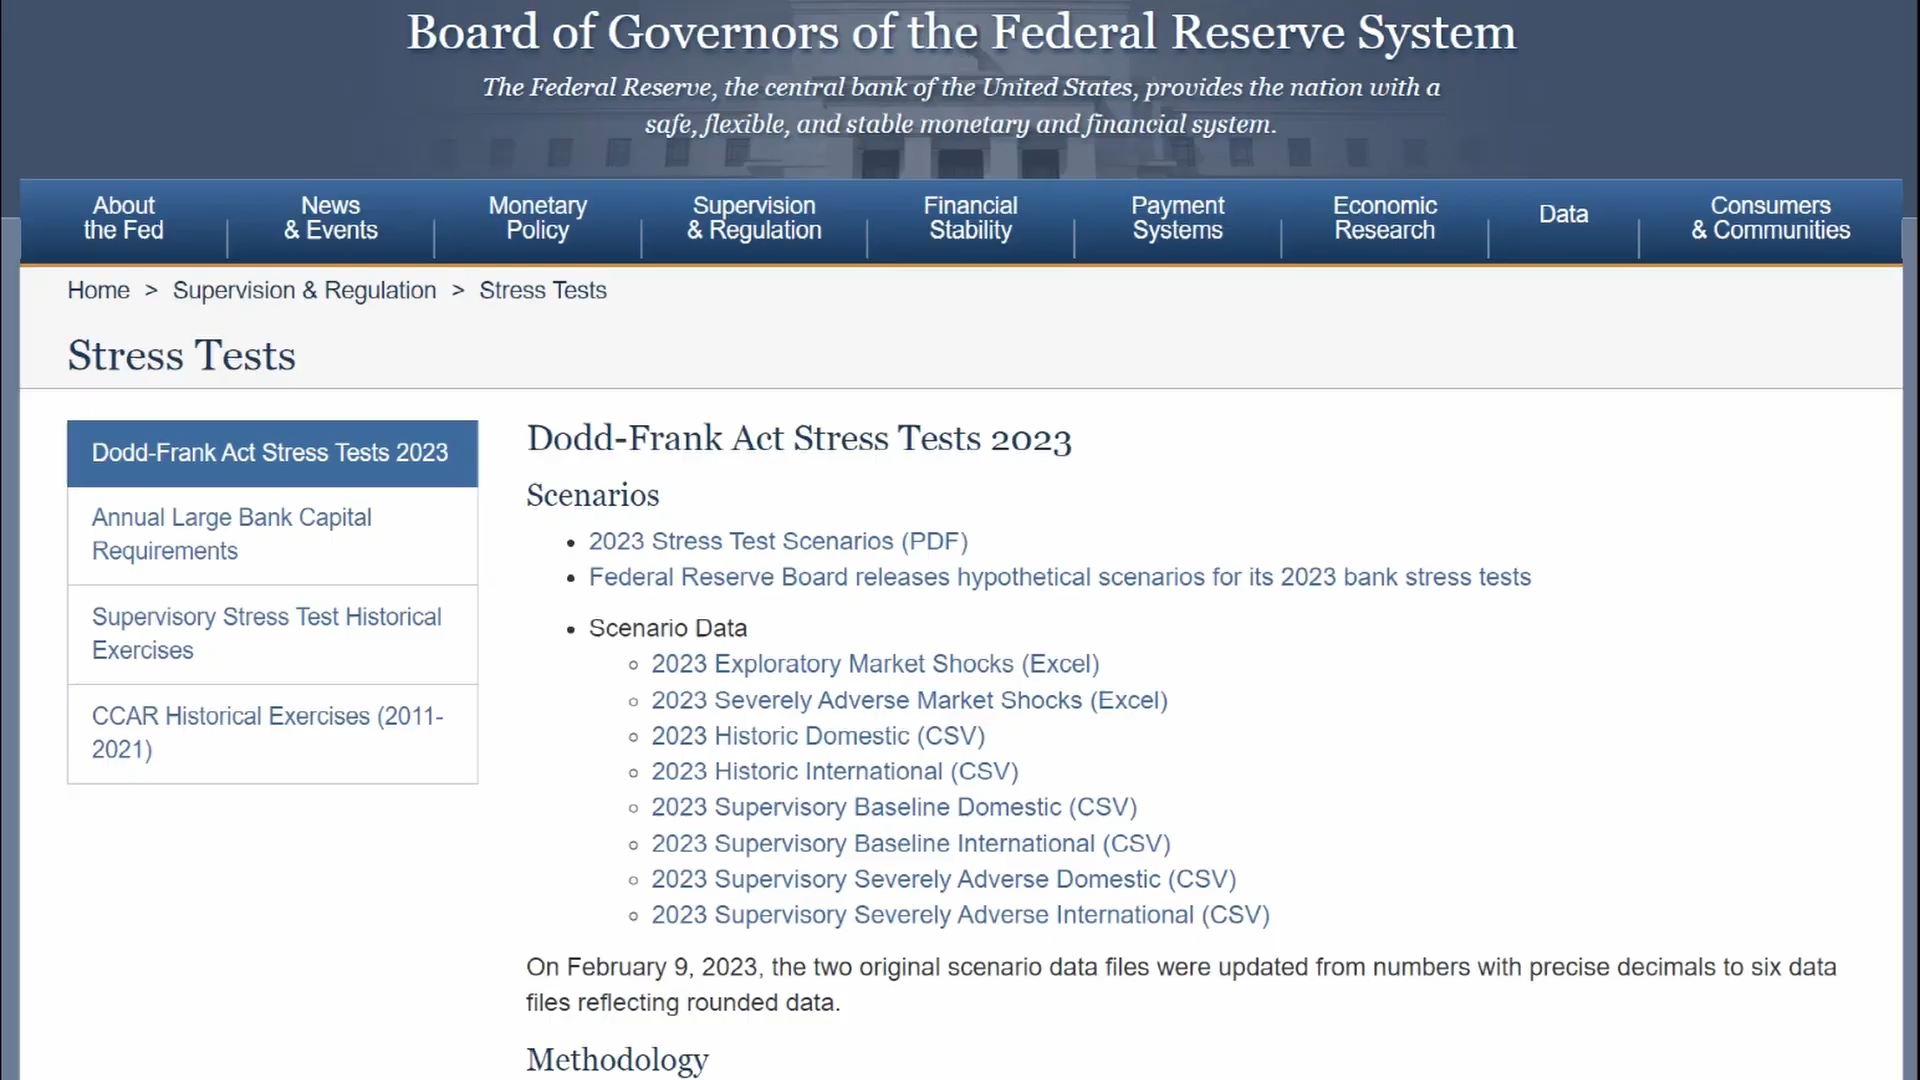 Board of Governors of the Federal Reserve System
The Federal Reserve, the central bank of the United States, provides the nation with a
safe, flexible, and stable monetary and financial system.
About
the Fed
News
& Events
Monetary
Policy
Supervision
& Regulation
Financial
Stability
Payment
Systems
Economic
Research
Data
Consumers
& Communities
Home > Supervision & Regulation > Stress Tests
Stress Tests
Dodd-Frank Act Stress Tests 2023
Annual Large Bank Capital
Requirements
Supervisory Stress Test Historical
Exercises
CCAR Historical Exercises (2011-
2021)
Dodd-Frank Act Stress Tests 2023
Scenarios
2023 Stress Test Scenarios (PDF)
Federal Reserve Board releases hypothetical scenarios for its 2023 bank stress tests
Scenario Data
2023 Exploratory Market Shocks (Excel)
2023 Severely Adverse Market Shocks (Excel)
2023 Historic Domestic (CSV)
2023 Historic International (CSV)
2023 Supervisory Baseline Domestic (CSV)
2023 Supervisory Baseline International (CSV)
2023 Supervisory Severely Adverse Domestic (CSV)
2023 Supervisory Severely Adverse International (CSV)
On February 9, 2023, the two original scenario data files were updated from numbers with precise decimals to six data
files reflecting rounded data.
Methodology